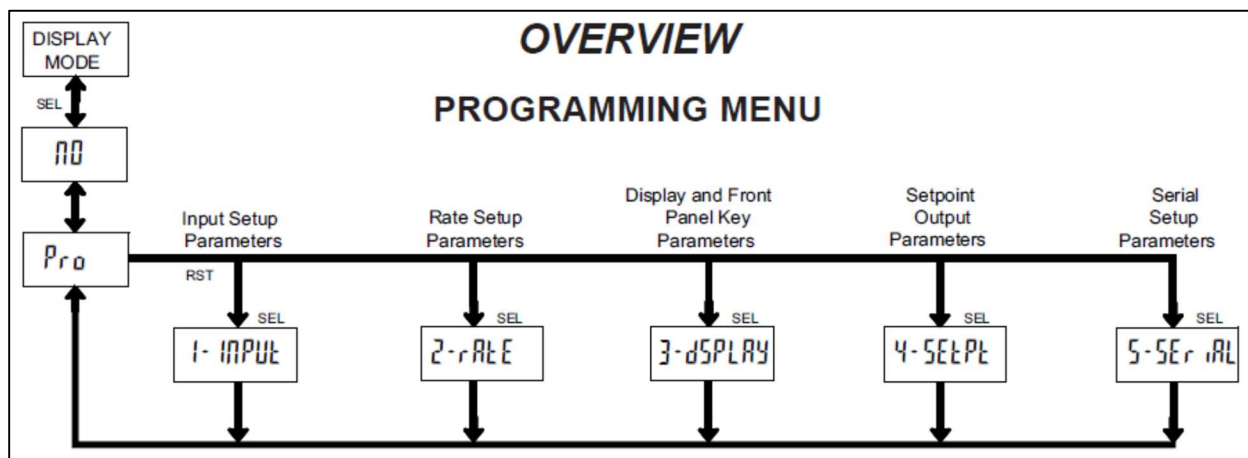 DISPLAY
MODE
OVERVIEW
SEL
PROGRAMMING MENU
NO
Input Setup
Parameters
Rate Setup
Parameters
Display and Front
Panel Key
Parameters
Setpoint
Output
Parameters
Serial
Setup
Parameters
Pro
RST
SEL
SEL
SEL
SEL
SEL
1-INPUt
2-rAtE
3-dSPLAY
4-SEtPt
5-SEriAL